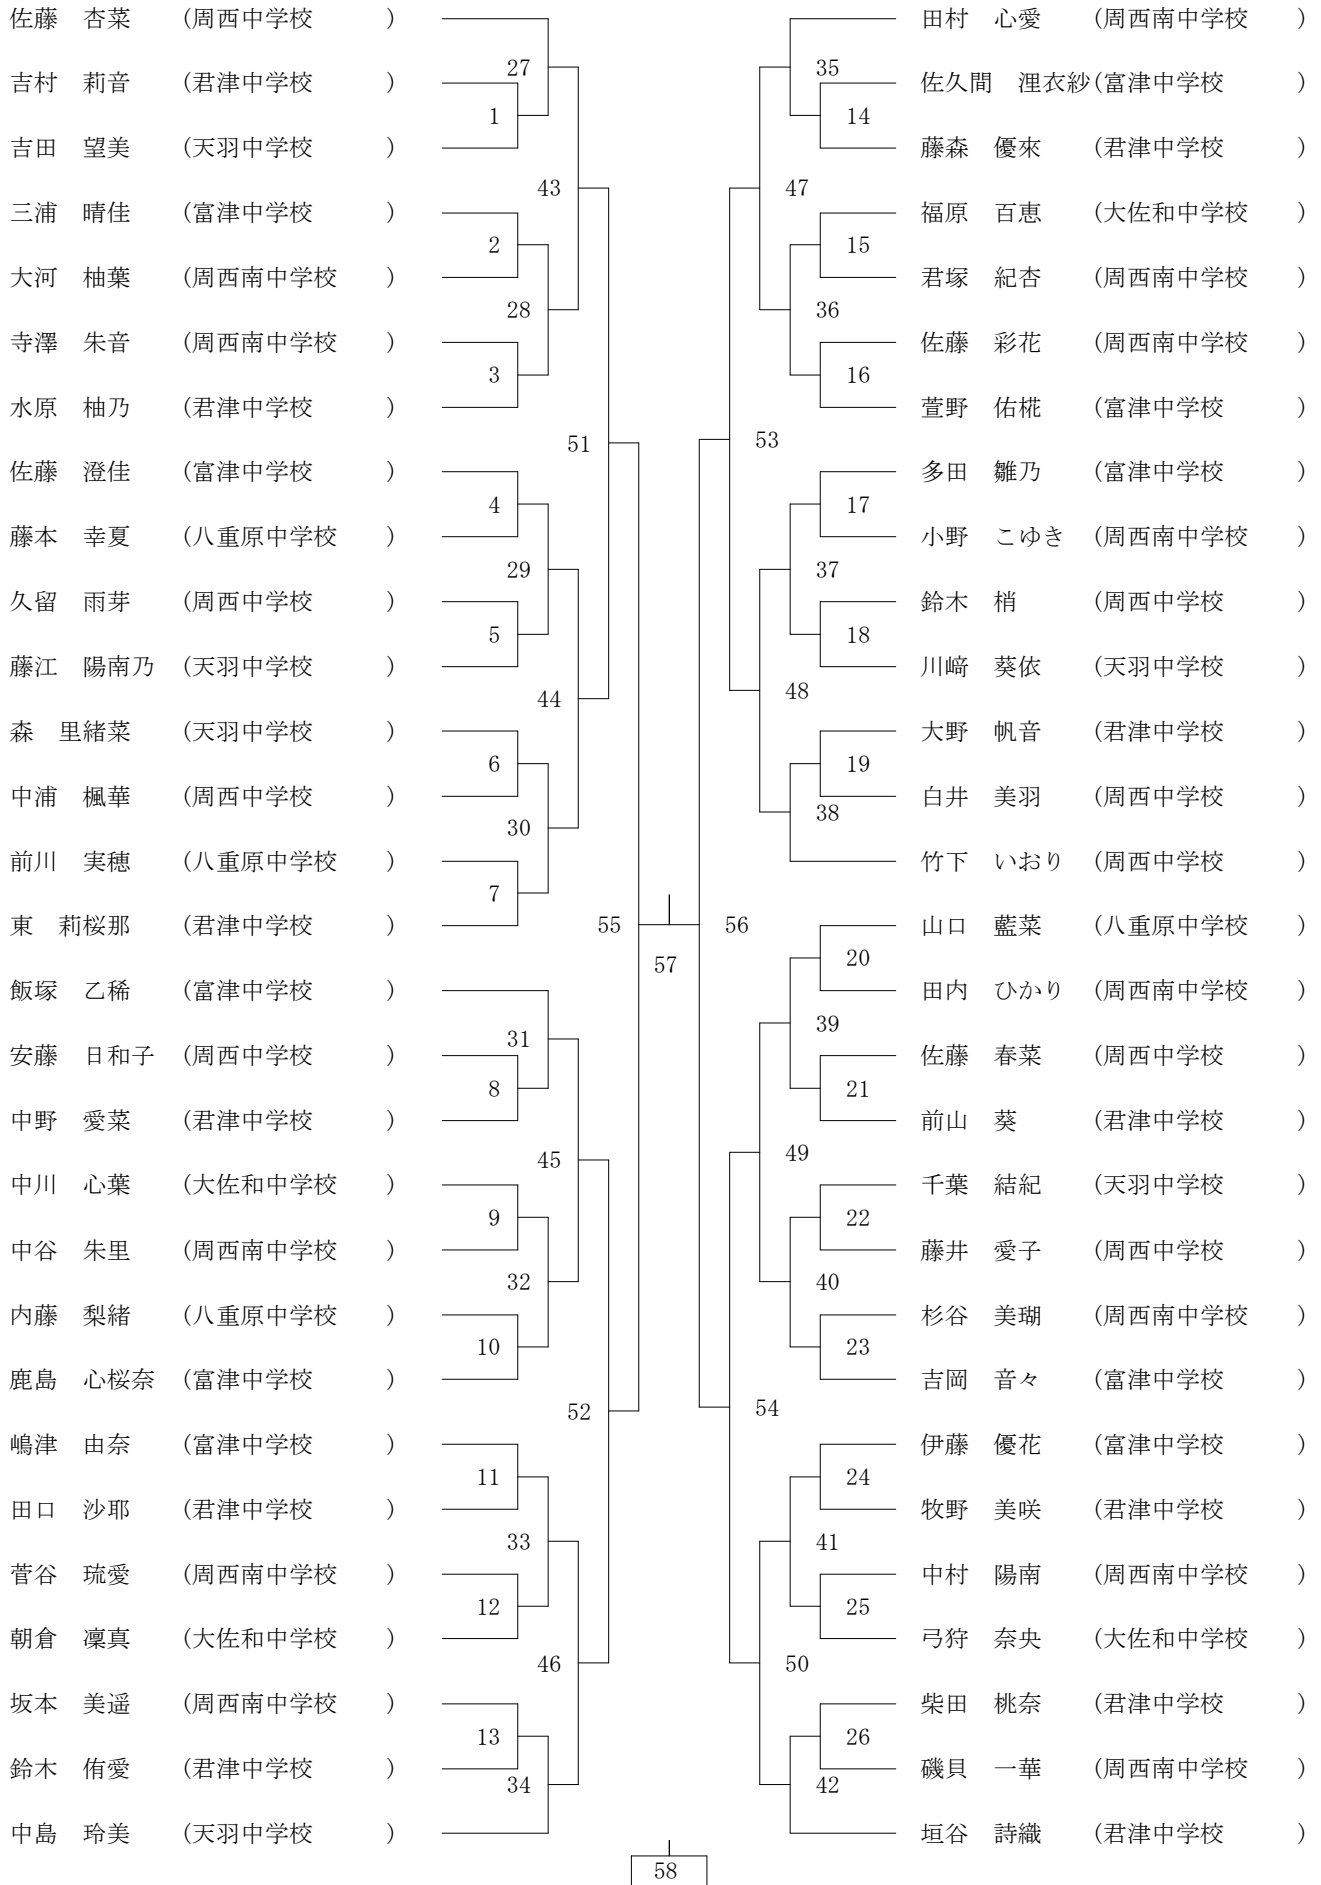 佐藤　杏菜　(周西中学校　)
27
吉村　莉音　(君津中学校　)
1
吉田　望美　(天羽中学校　)
43
三浦　晴佳　(富津中学校　)
2
大河　柚葉　(周西南中学校　)
28
寺澤　朱音　(周西南中学校　)
3
水原　柚乃　(君津中学校　)
51
佐藤　澄佳　(富津中学校　)
4
藤本　幸夏　(八重原中学校　)
29
久留　雨芽　(周西中学校　)
5
藤江　陽南乃　(天羽中学校　)
44
森　里緒菜　(天羽中学校　)
6
中浦　楓華　(周西中学校　)
30
前川　実穂　(八重原中学校　)
7
東　莉桜那　(君津中学校　)
55
飯塚　乙稀　(富津中学校　)
31
安藤　日和子　(周西中学校　)
8
中野　愛菜　(君津中学校　)
45
中川　心葉　(大佐和中学校　)
9
中谷　朱里　(周西南中学校　)
32
内藤　梨緒　(八重原中学校　)
10
鹿島　心桜奈　(富津中学校　)
52
嶋津　由奈　(富津中学校　)
11
田口　沙耶　(君津中学校　)
33
菅谷　琉愛　(周西南中学校　)
12
朝倉　凜真　(大佐和中学校　)
46
坂本　美遥　(周西南中学校　)
13
鈴木　侑愛　(君津中学校　)
34
中島　玲美　(天羽中学校　)
57
58
田村　心愛　(周西南中学校　)
35
佐久間　浬衣紗(富津中学校　)
14
藤森　優來　(君津中学校　)
47
福原　百恵　(大佐和中学校　)
15
君塚　紀杏　(周西南中学校　)
36
佐藤　彩花　(周西南中学校　)
16
萱野　佑椛　(富津中学校　)
53
多田　雛乃　(富津中学校　)
17
小野　こゆき　(周西南中学校　)
37
鈴木　梢　(周西中学校　)
18
川﨑　葵依　(天羽中学校　)
48
大野　帆音　(君津中学校　)
19
白井　美羽　(周西中学校　)
38
竹下　いおり　(周西中学校　)
56
山口　藍菜　(八重原中学校　)
20
田内　ひかり　(周西南中学校　)
39
佐藤　春菜　(周西中学校　)
21
前山　葵　(君津中学校　)
49
千葉　結紀　(天羽中学校　)
22
藤井　愛子　(周西中学校　)
40
杉谷　美瑚　(周西南中学校　)
23
吉岡　音々　(富津中学校　)
54
伊藤　優花　(富津中学校　)
24
牧野　美咲　(君津中学校　)
41
中村　陽南　(周西南中学校　)
25
弓狩　奈央　(大佐和中学校　)
50
柴田　桃奈　(君津中学校　)
26
磯貝　一華　(周西南中学校　)
42
垣谷　詩織　(君津中学校　)